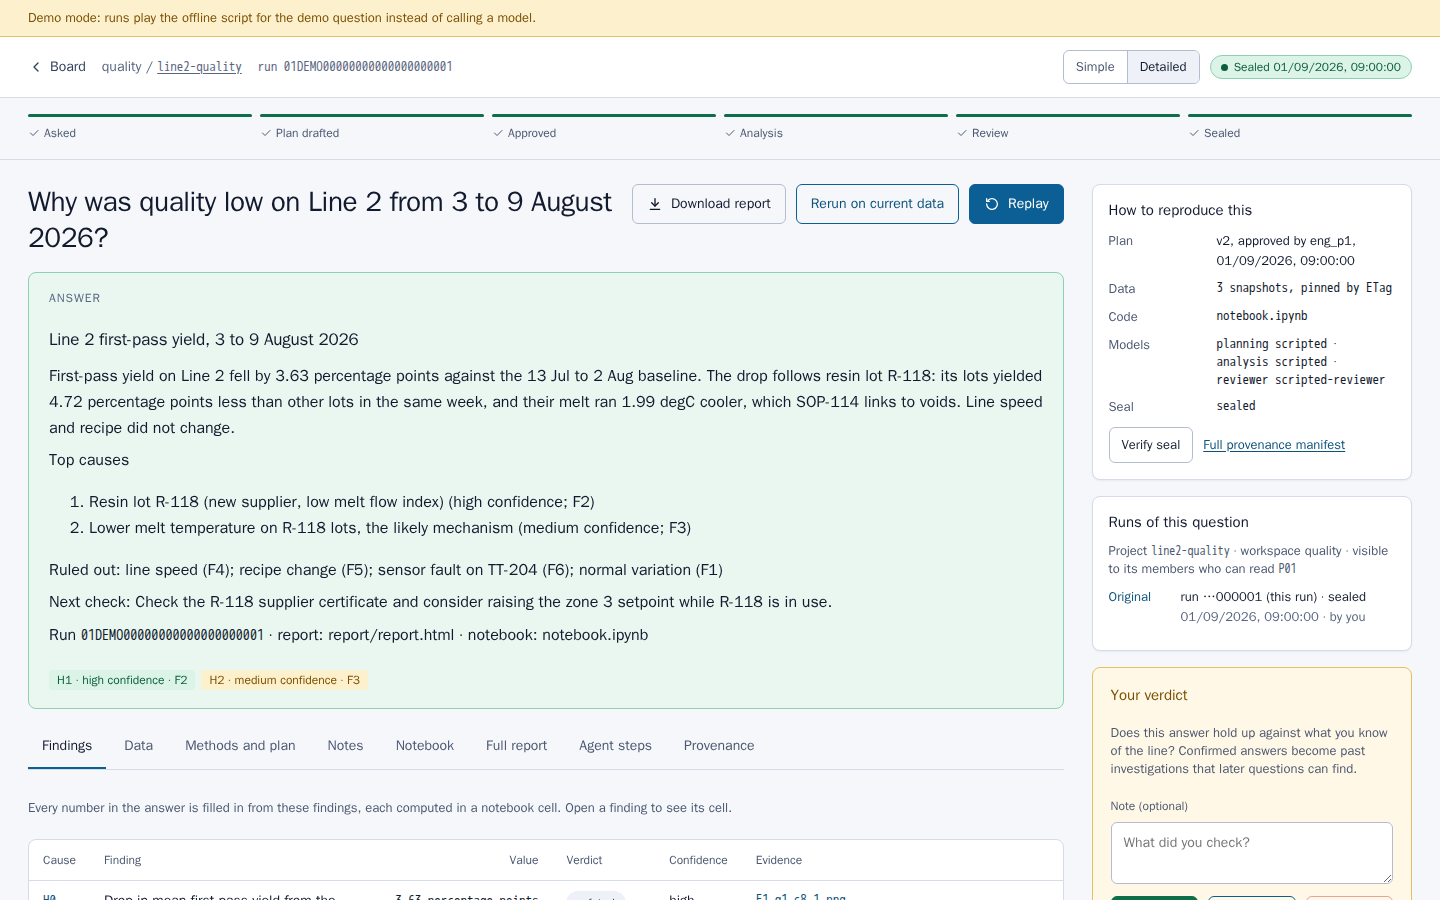 Demo mode: runs play the offline script for the demo question instead of calling a model.
Board quality / line2-quality run 01DEMO00000000000000000001
Simple Detailed Sealed 01/09/2026, 09:00:00
Asked Plan drafted Approved Analysis Review Sealed
Why was quality low on Line 2 from 3 to 9 August
2026?
Download report Rerun on current data Replay
ANSWER
Line 2 first-pass yield, 3 to 9 August 2026
First-pass yield on Line 2 fell by 3.63 percentage points against the 13 Jul to 2 Aug baseline. The drop follows resin lot R-118: its lots yielded
4.72 percentage points less than other lots in the same week, and their melt ran 1.99 degC cooler, which SOP-114 links to voids. Line speed
and recipe did not change.
Top causes
1. Resin lot R-118 (new supplier, low melt flow index) (high confidence; F2)
2. Lower melt temperature on R-118 lots, the likely mechanism (medium confidence; F3)
Ruled out: line speed (F4); recipe change (F5); sensor fault on TT-204 (F6); normal variation (F1)
Next check: Check the R-118 supplier certificate and consider raising the zone 3 setpoint while R-118 is in use.
Run 01DEMO00000000000000000001 · report: report/report.html · notebook: notebook.ipynb
H1 · high confidence · F2 H2 · medium confidence · F3
Findings Data Methods and plan Notes Notebook Full report Agent steps Provenance
Every number in the answer is filled in from these findings, each computed in a notebook cell. Open a finding to see its cell.
Cause Finding Value Verdict Confidence Evidence
How to reproduce this
Plan v2, approved by eng_p1,
01/09/2026, 09:00:00
Data 3 snapshots, pinned by ETag
Code notebook.ipynb
Models planning scripted ·
analysis scripted ·
reviewer scripted-reviewer
Seal sealed
Verify seal Full provenance manifest
Runs of this question
Project line2-quality · workspace quality · visible
to its members who can read P01
Original run ···000001 (this run) · sealed
01/09/2026, 09:00:00 · by you
Your verdict
Does this answer hold up against what you know
of the line? Confirmed answers become past
investigations that later questions can find.
Note (optional)
What did you check?